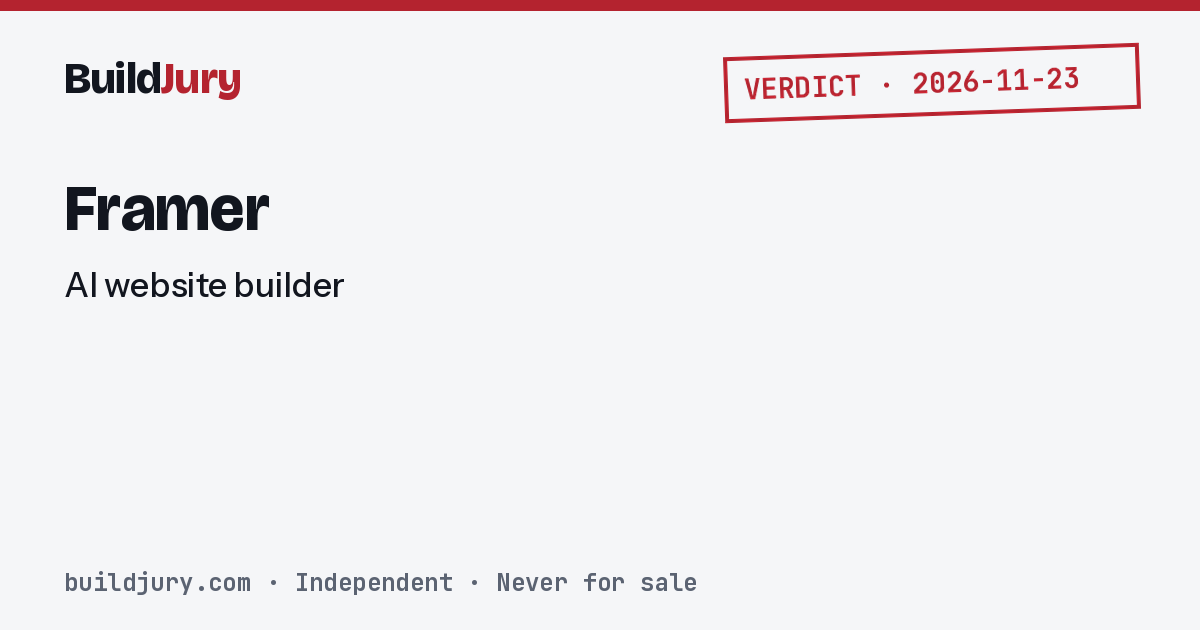 BuildJury
VERDICT · 2026-11-23
Framer
AI website builder
buildjury.com · Independent · Never for sale